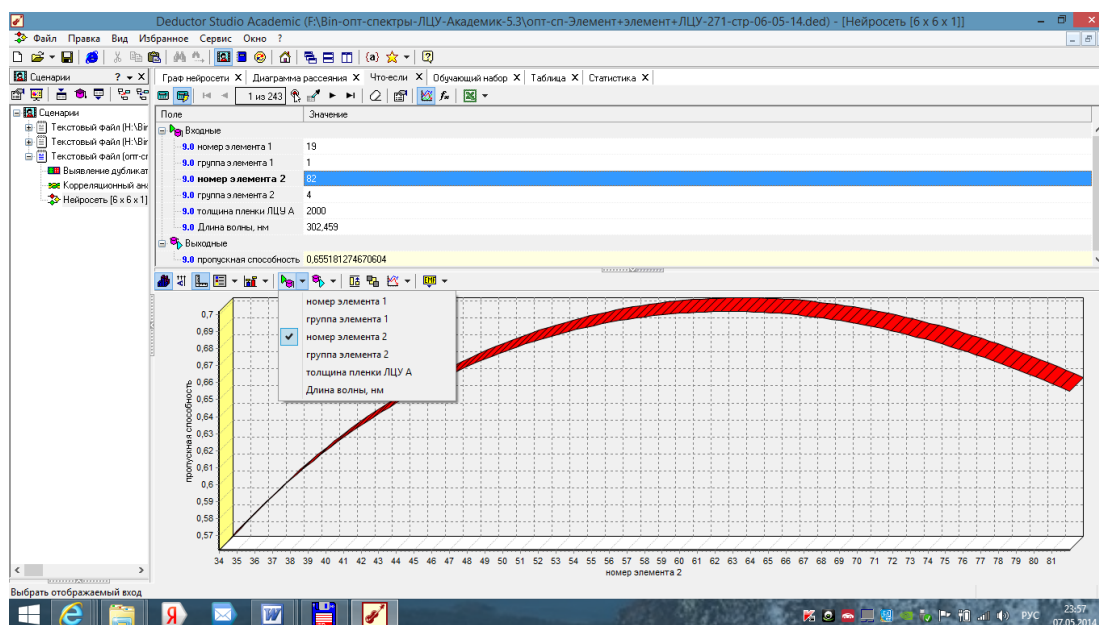 Deductor Studio Academic (F:\Bin-опт-спектры-ЛЦУ-Академик-5.3\опт-сп-Элемент+элемент+ЛЦУ-271-стр-06-05-14.ded) - [Нейросеть [6 x 6 x 1]]
Файл Правка Вид Избранное Сервис Окно ?
Сценарии
Граф нейросети X Диаграмма рассеяния X Что-если X Обучающий набор X Таблица X Статистика X
1 из 243
Сценарии
Текстовый файл (H:\Bir
Текстовый файл (H:\Bir
Текстовый файл (опт-сг
Выявление дубликат
Корреляционный ана
Нейросеть [6 x 6 x 1]
Поле Значение
Входные
9.0 номер элемента 1 19
9.0 группа элемента 1 1
9.0 номер элемента 2 82
9.0 группа элемента 2 4
9.0 толщина пленки ЛЦУ А 2000
9.0 Длина волны, нм 302,459
Выходные
9.0 пропускная способность 0,655181274670604
номер элемента 1
группа элемента 1
номер элемента 2
группа элемента 2
толщина пленки ЛЦУ А
Длина волны, нм
пропускная способность
0,7
0,69
0,68
0,67
0,66
0,65
0,64
0,63
0,62
0,61
0,6
0,59
0,58
0,57
34 35 36 37 38 39 40 41 42 43 44 45 46 47 48 49 50 51 52 53 54 55 56 57 58 59 60 61 62 63 64 65 66 67 68 69 70 71 72 73 74 75 76 77 78 79 80 81
номер элемента 2
Выбрать отображаемый вход
РУС
23:57
07.05.2014